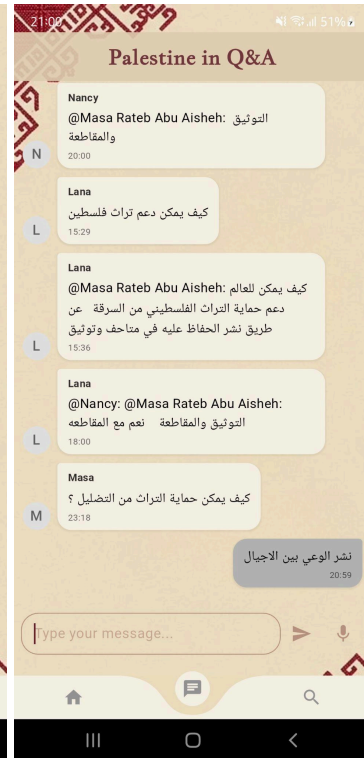 21:00
51%
Palestine in Q&A
Nancy
@Masa Rateb Abu Aisheh: التوثيق
والمقاطعة
N
20:00
Lana
كيف يمكن دعم تراث فلسطين
L
15:29
Lana
@Masa Rateb Abu Aisheh: كيف يمكن للعالم
دعم حماية التراث الفلسطيني من السرقة عن
طريق نشر الحفاظ عليه في متاحف وتوثيق
L
15:36
Lana
@Nancy: @Masa Rateb Abu Aisheh:
التوثيق والمقاطعة نعم مع المقاطعه
L
18:00
Masa
كيف يمكن حماية التراث من التضليل ؟
M
23:18
نشر الوعي بين الاجيال
20:59
Type your message...